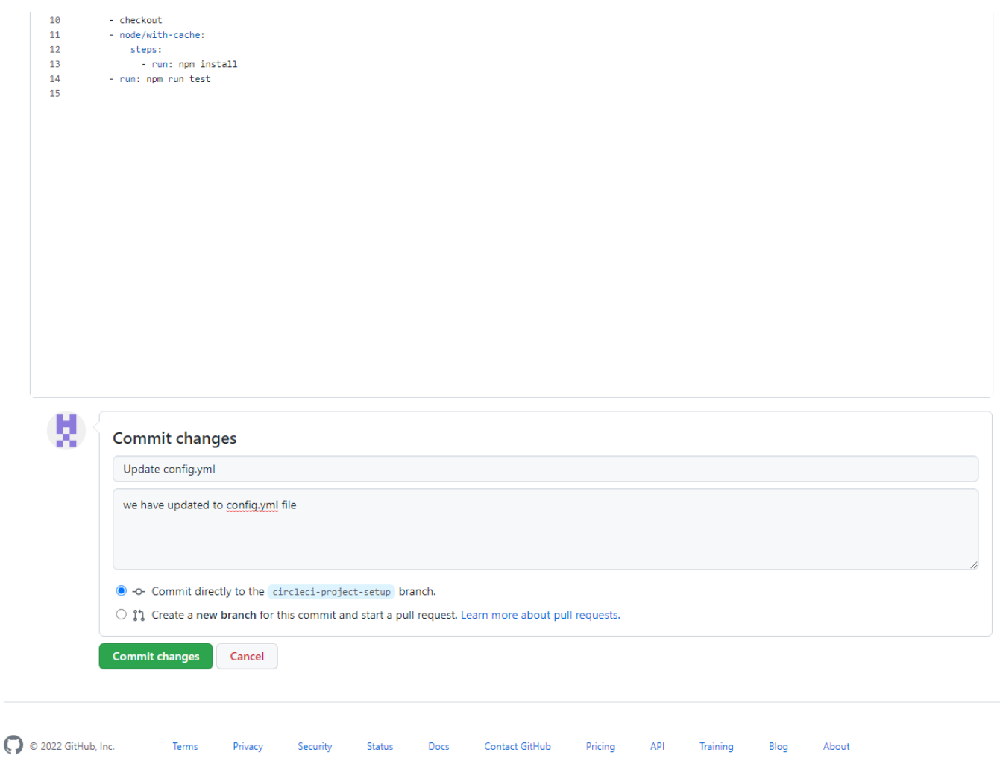 10 - checkout
11 - node/with-cache:
12 steps:
13 - run: npm install
14 - run: npm run test
15
Commit changes
Update config.yml
we have updated to config.yml file
Commit directly to the circleci-project-setup branch.
Create a new branch for this commit and start a pull request. Learn more about pull requests.
Commit changes Cancel
© 2022 GitHub, Inc. Terms Privacy Security Status Docs Contact GitHub Pricing API Training Blog About